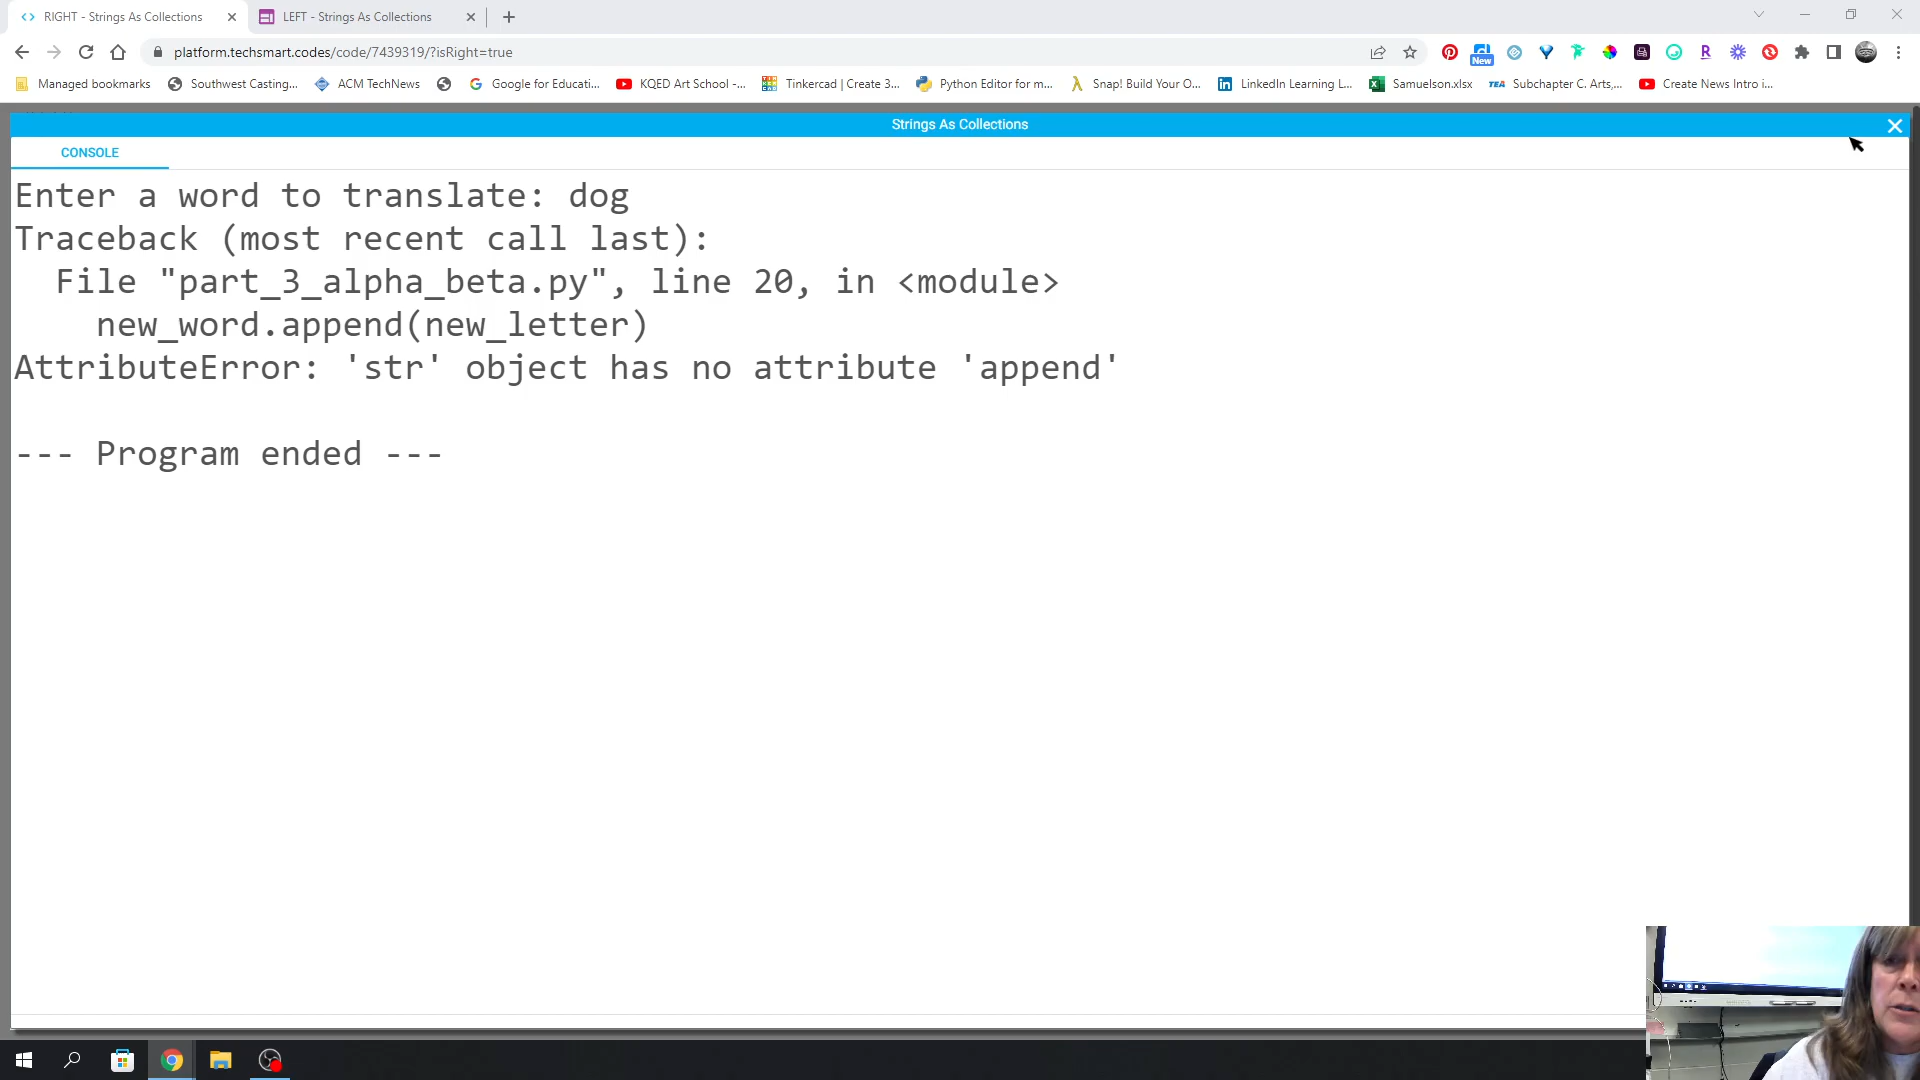 RIGHT - Strings As Collections
LEFT - Strings As Collections
platform.techsmart.codes/code/7439319/?isRight=true
New
Managed bookmarks
Southwest Casting...
ACM TechNews
Google for Educati...
KQED Art School -...
Tinkercad | Create 3...
Python Editor for m...
Snap! Build Your O...
LinkedIn Learning L...
Samuelson.xlsx
TEA
Subchapter C. Arts,...
Create News Intro i...
Strings As Collections
CONSOLE
Enter a word to translate: dog
Traceback (most recent call last):
  File "part_3_alpha_beta.py", line 20, in <module>
    new_word.append(new_letter)
AttributeError: 'str' object has no attribute 'append'
--- Program ended ---